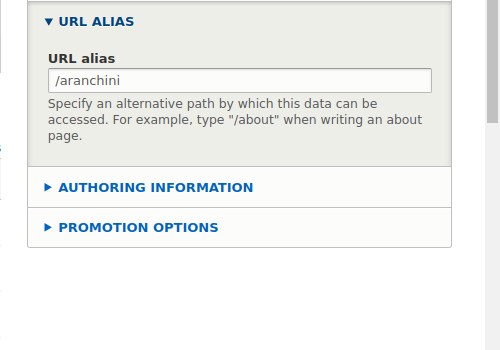 URL ALIAS
URL alias
/aranchini
Specify an alternative path by which this data can be
accessed. For example, type "/about" when writing an about
page.
AUTHORING INFORMATION
PROMOTION OPTIONS